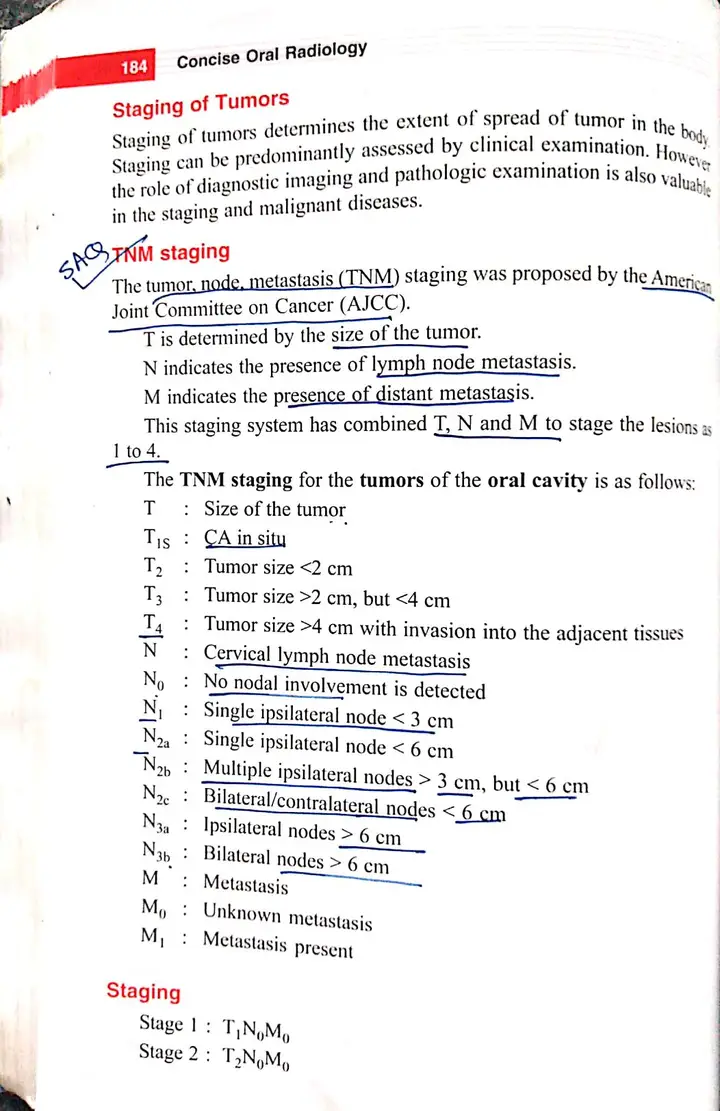 184
Concise Oral Radiology
Staging of Tumors
Staging of tumors determines the extent of spread of tumor in the body.
Staging can be predominantly assessed by clinical examination. However
the role of diagnostic imaging and pathologic examination is also valuable
in the staging and malignant diseases.
SAQ
TNM staging
The tumor, node, metastasis (TNM) staging was proposed by the American
Joint Committee on Cancer (AJCC).
T is determined by the size of the tumor.
N indicates the presence of lymph node metastasis.
M indicates the presence of distant metastasis.
This staging system has combined T, N and M to stage the lesions as
1 to 4.
The TNM staging for the tumors of the oral cavity is as follows:
T : Size of the tumor
T₁S : CA in situ
T₂ : Tumor size <2 cm
T₃ : Tumor size >2 cm, but <4 cm
T₄ : Tumor size >4 cm with invasion into the adjacent tissues
N : Cervical lymph node metastasis
N₀ : No nodal involvement is detected
N₁ : Single ipsilateral node < 3 cm
N2a : Single ipsilateral node < 6 cm
N2b : Multiple ipsilateral nodes > 3 cm, but < 6 cm
N2c : Bilateral/contralateral nodes < 6 cm
N3a : Ipsilateral nodes > 6 cm
N3b : Bilateral nodes > 6 cm
M : Metastasis
M₀ : Unknown metastasis
M₁ : Metastasis present
Staging
Stage 1 : T₁N₀M₀
Stage 2 : T₂N₀M₀